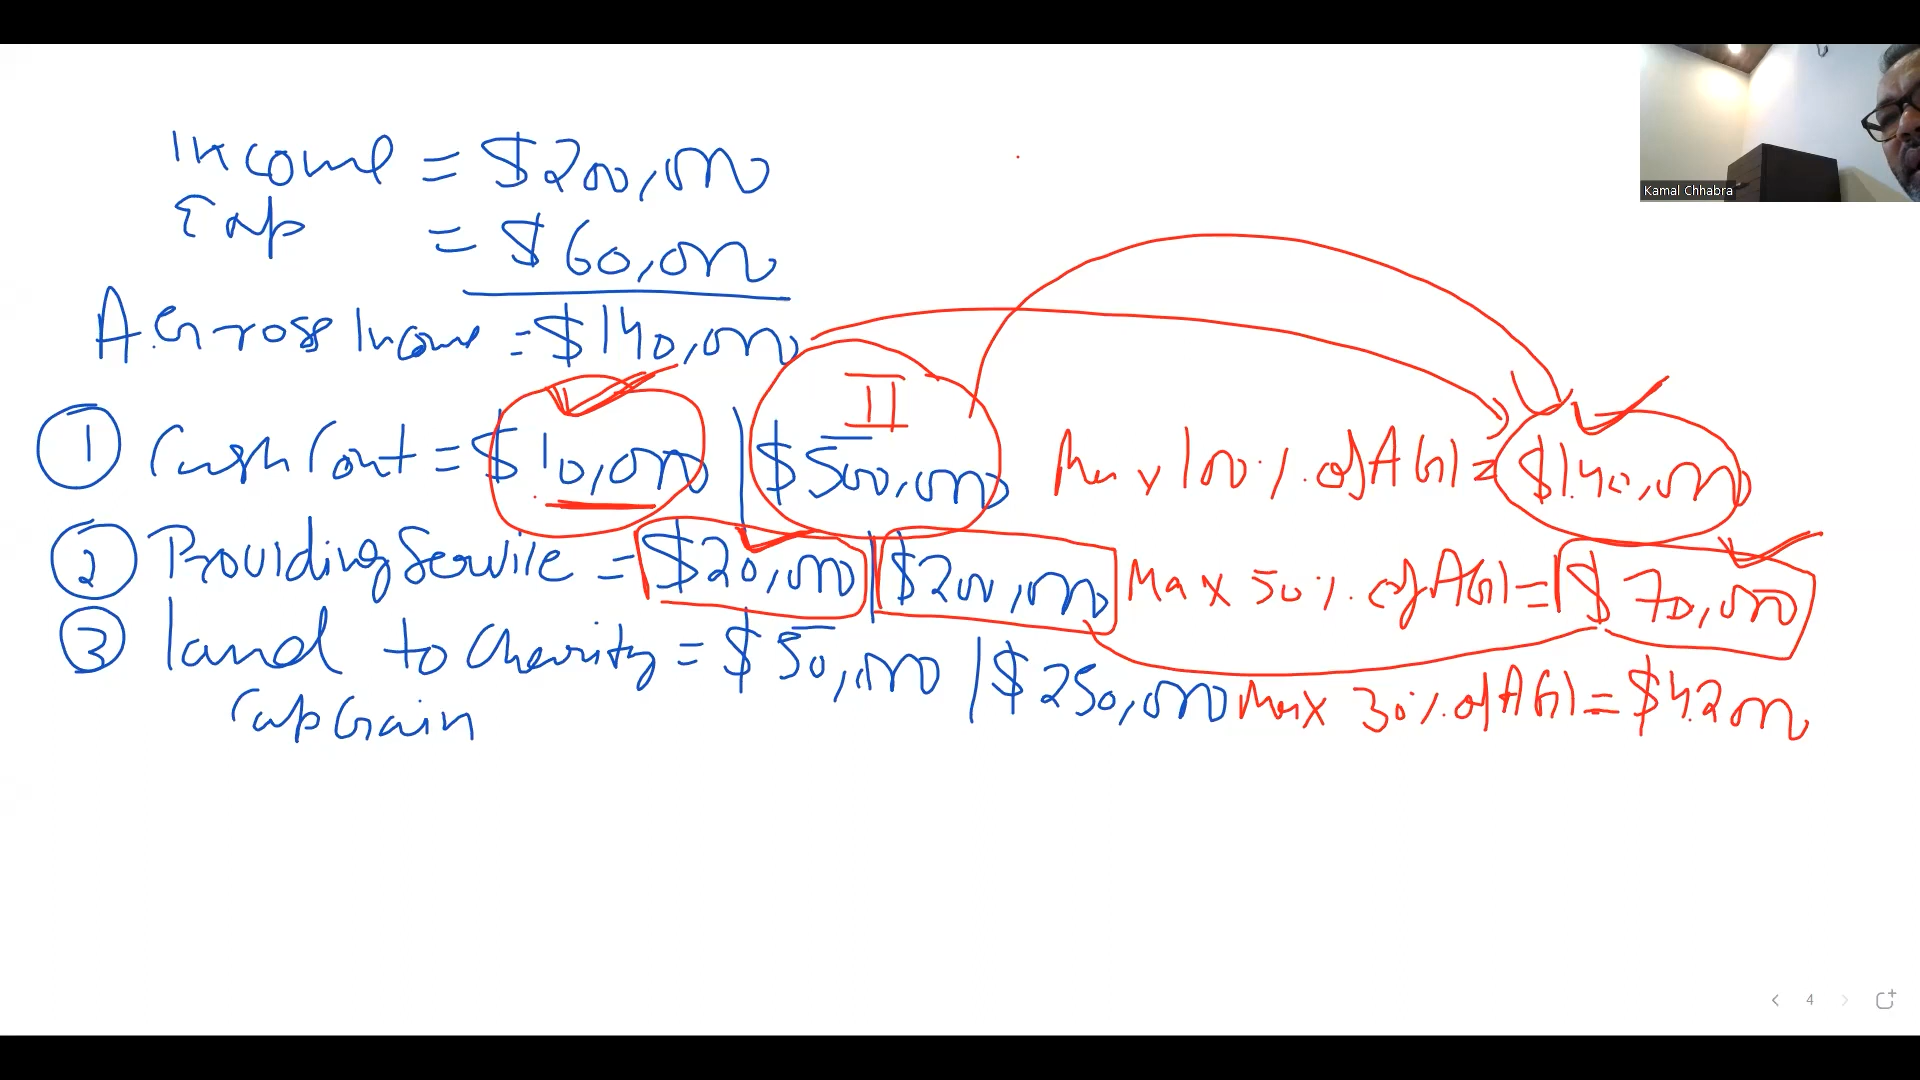 Income = $200,000
Exp = $60,000
A.Gross Income = $140,000
II
① Cash Cont = $10,000 | $500,000 Max 100%. of AGI = $140,000
② Providing Service = $20,000 | $200,000 Max 50%. of AGI = $70,000
③ land to Charity = $50,000 | $250,000 Max 30%. of AGI = $42000
Cap Gain
Kamal Chhabra
4